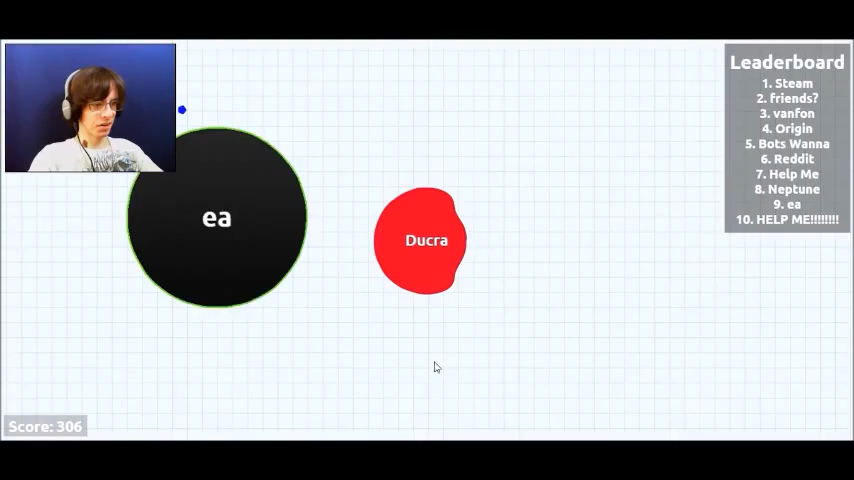 Leaderboard
1. Steam
2. friends?
3. vanfon
4. Origin
5. Bots Wanna
6. Reddit
7. Help Me
8. Neptune
9. ea
10. HELP ME!!!!!!!!
ea
Ducra
Score: 306